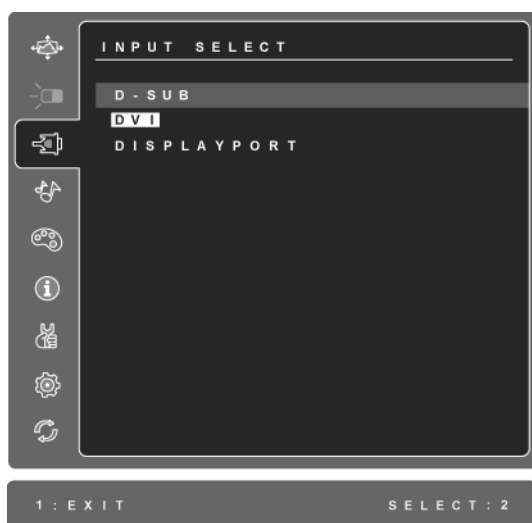 INPUT SELECT
D-SUB
DVI
DISPLAYPORT
1:EXIT SELECT:2